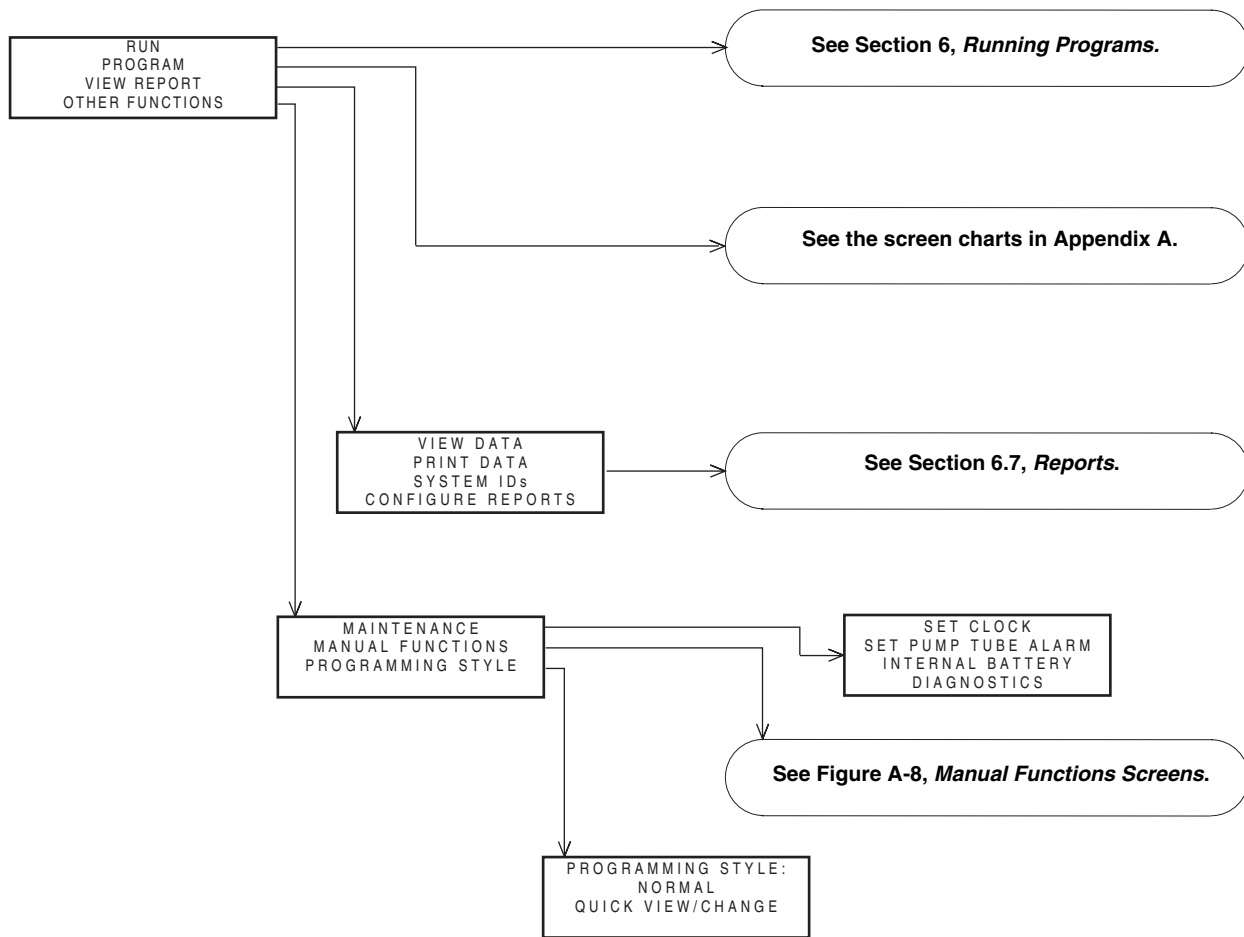 RUN
PROGRAM
VIEW REPORT
OTHER FUNCTIONS
See Section 6, Running Programs.
See the screen charts in Appendix A.
VIEW DATA
PRINT DATA
SYSTEM IDs
CONFIGURE REPORTS
See Section 6.7, Reports.
MAINTENANCE
MANUAL FUNCTIONS
PROGRAMMING STYLE
SET CLOCK
SET PUMP TUBE ALARM
INTERNAL BATTERY
DIAGNOSTICS
See Figure A-8, Manual Functions Screens.
PROGRAMMING STYLE:
NORMAL
QUICK VIEW/CHANGE